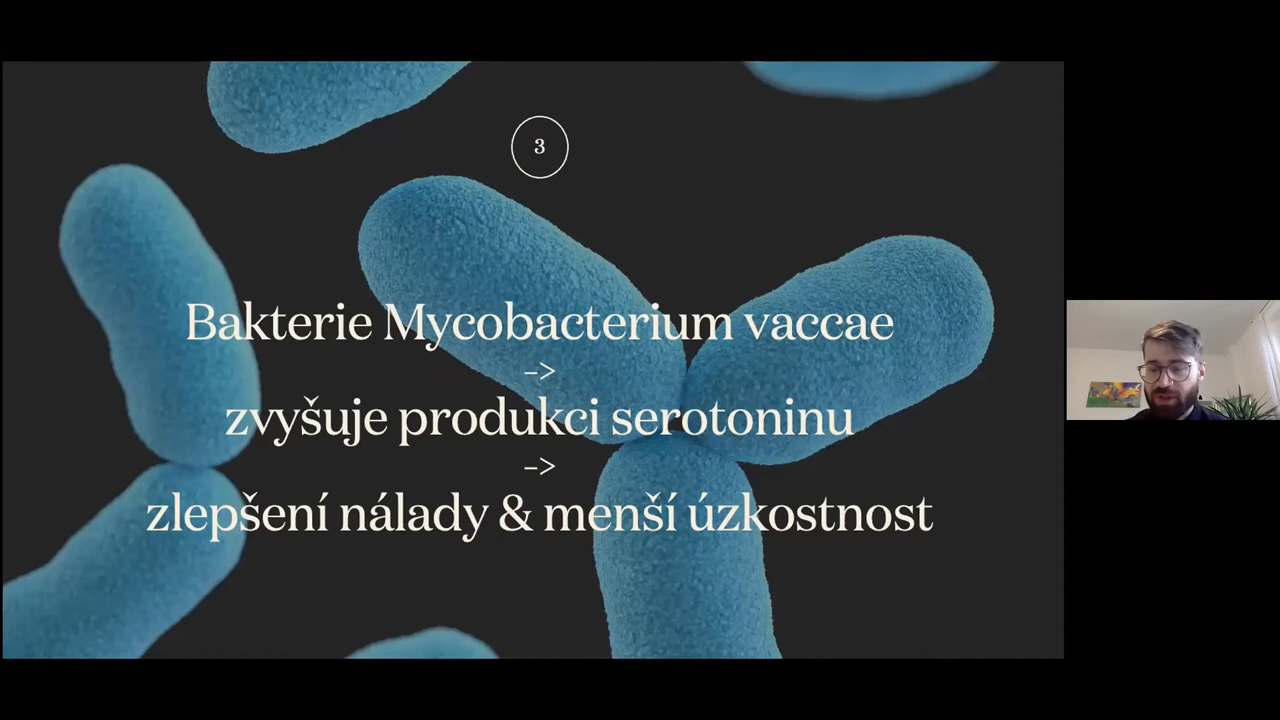 3
Bakterie Mycobacterium vaccae
–>
zvyšuje produkci serotoninu
–>
zlepšení nálady & menší úzkostnost